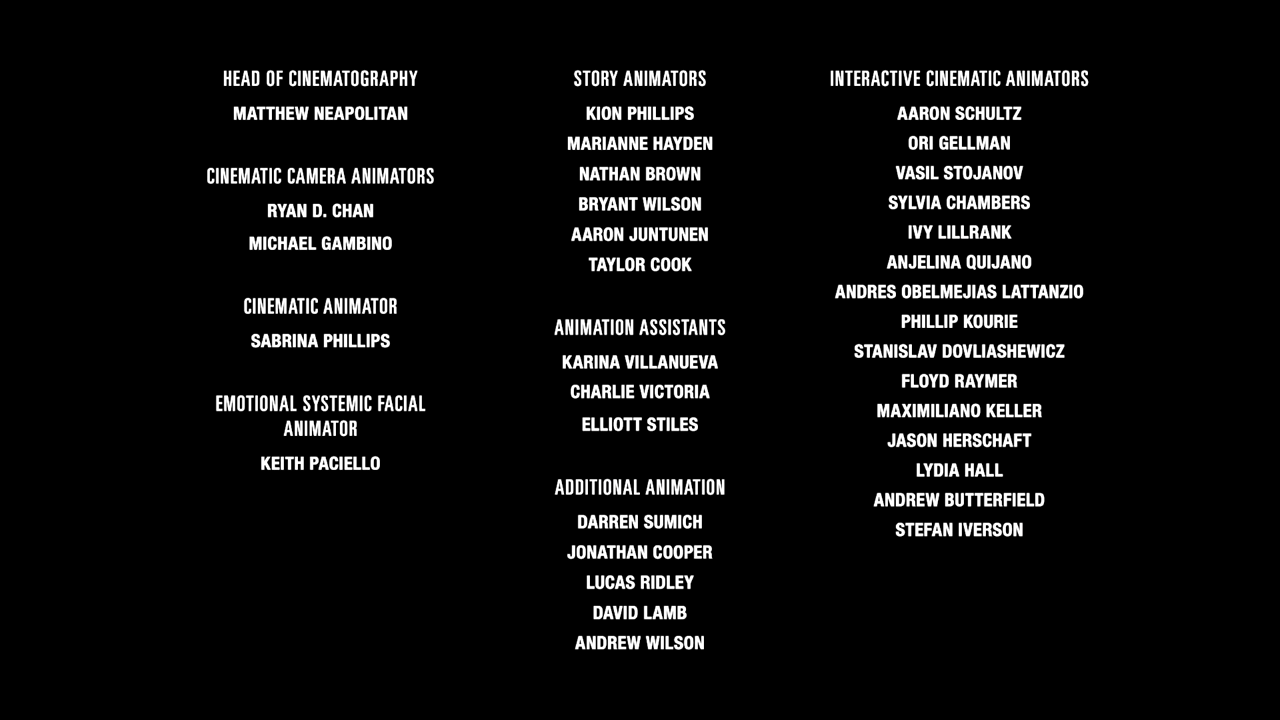 HEAD OF CINEMATOGRAPHY
MATTHEW NEAPOLITAN
CINEMATIC CAMERA ANIMATORS
RYAN D. CHAN
MICHAEL GAMBINO
CINEMATIC ANIMATOR
SABRINA PHILLIPS
EMOTIONAL SYSTEMIC FACIAL
ANIMATOR
KEITH PACIELLO
STORY ANIMATORS
KION PHILLIPS
MARIANNE HAYDEN
NATHAN BROWN
BRYANT WILSON
AARON JUNTUNEN
TAYLOR COOK
ANIMATION ASSISTANTS
KARINA VILLANUEVA
CHARLIE VICTORIA
ELLIOTT STILES
ADDITIONAL ANIMATION
DARREN SUMICH
JONATHAN COOPER
LUCAS RIDLEY
DAVID LAMB
ANDREW WILSON
INTERACTIVE CINEMATIC ANIMATORS
AARON SCHULTZ
ORI GELLMAN
VASIL STOJANOV
SYLVIA CHAMBERS
IVY LILLRANK
ANJELINA QUIJANO
ANDRES OBELMEJIAS LATTANZIO
PHILLIP KOURIE
STANISLAV DOVLIASHEWICZ
FLOYD RAYMER
MAXIMILIANO KELLER
JASON HERSCHAFT
LYDIA HALL
ANDREW BUTTERFIELD
STEFAN IVERSON